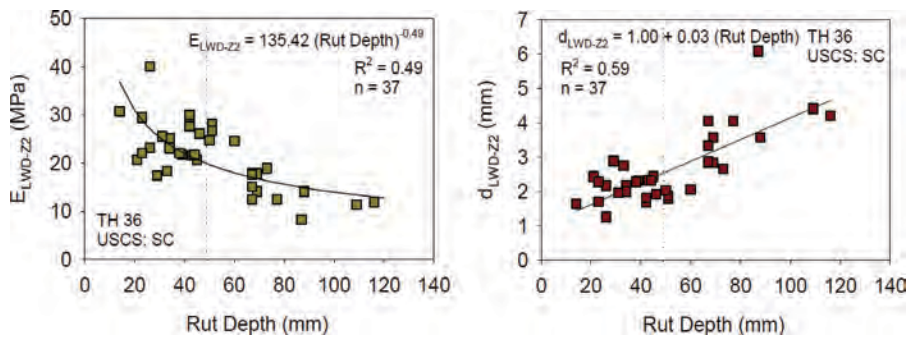 50
40
30
20
10
0
E_LWD-Z2 (MPa)
E_LWD-Z2 = 135.42 (Rut Depth)^-0.49
R² = 0.49
n = 37
TH 36
USCS: SC
0 20 40 60 80 100 120 140
Rut Depth (mm)
7
6
5
4
3
2
1
0
d_LWD-Z2 (mm)
d_LWD-Z2 = 1.00 + 0.03 (Rut Depth)
R² = 0.59
n = 37
TH 36
USCS: SC
0 20 40 60 80 100 120 140
Rut Depth (mm)